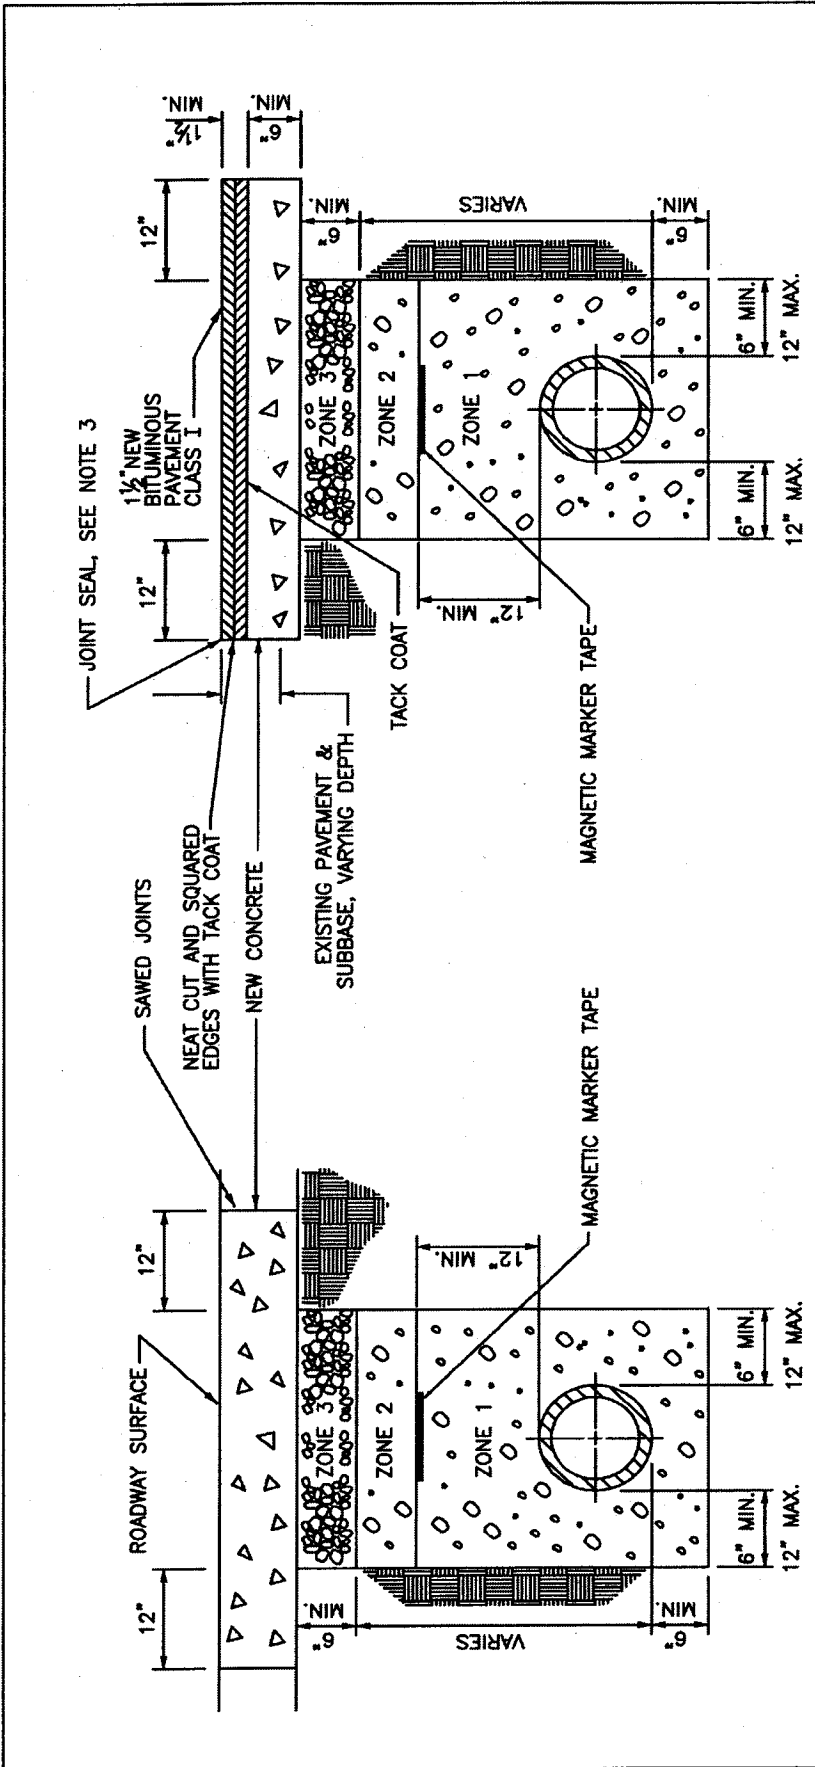 ROADWAY SURFACE
12"
12"
SAWED JOINTS
NEAT CUT AND SQUARED
EDGES WITH TACK COAT
NEW CONCRETE
EXISTING PAVEMENT &
SUBBASE, VARYING DEPTH
6"
MIN.
VARIES
6"
MIN.
ZONE 3
ZONE 2
ZONE 1
12" MIN.
6" MIN.
12" MAX.
6" MIN.
12" MAX.
MAGNETIC MARKER TAPE
JOINT SEAL, SEE NOTE 3
1½" NEW
BITUMINOUS
PAVEMENT
CLASS I
12"
12"
1½"
MIN.
6"
MIN.
TACK COAT
6"
MIN.
VARIES
6"
MIN.
ZONE 3
ZONE 2
ZONE 1
12" MIN.
6" MIN.
12" MAX.
6" MIN.
12" MAX.
MAGNETIC MARKER TAPE